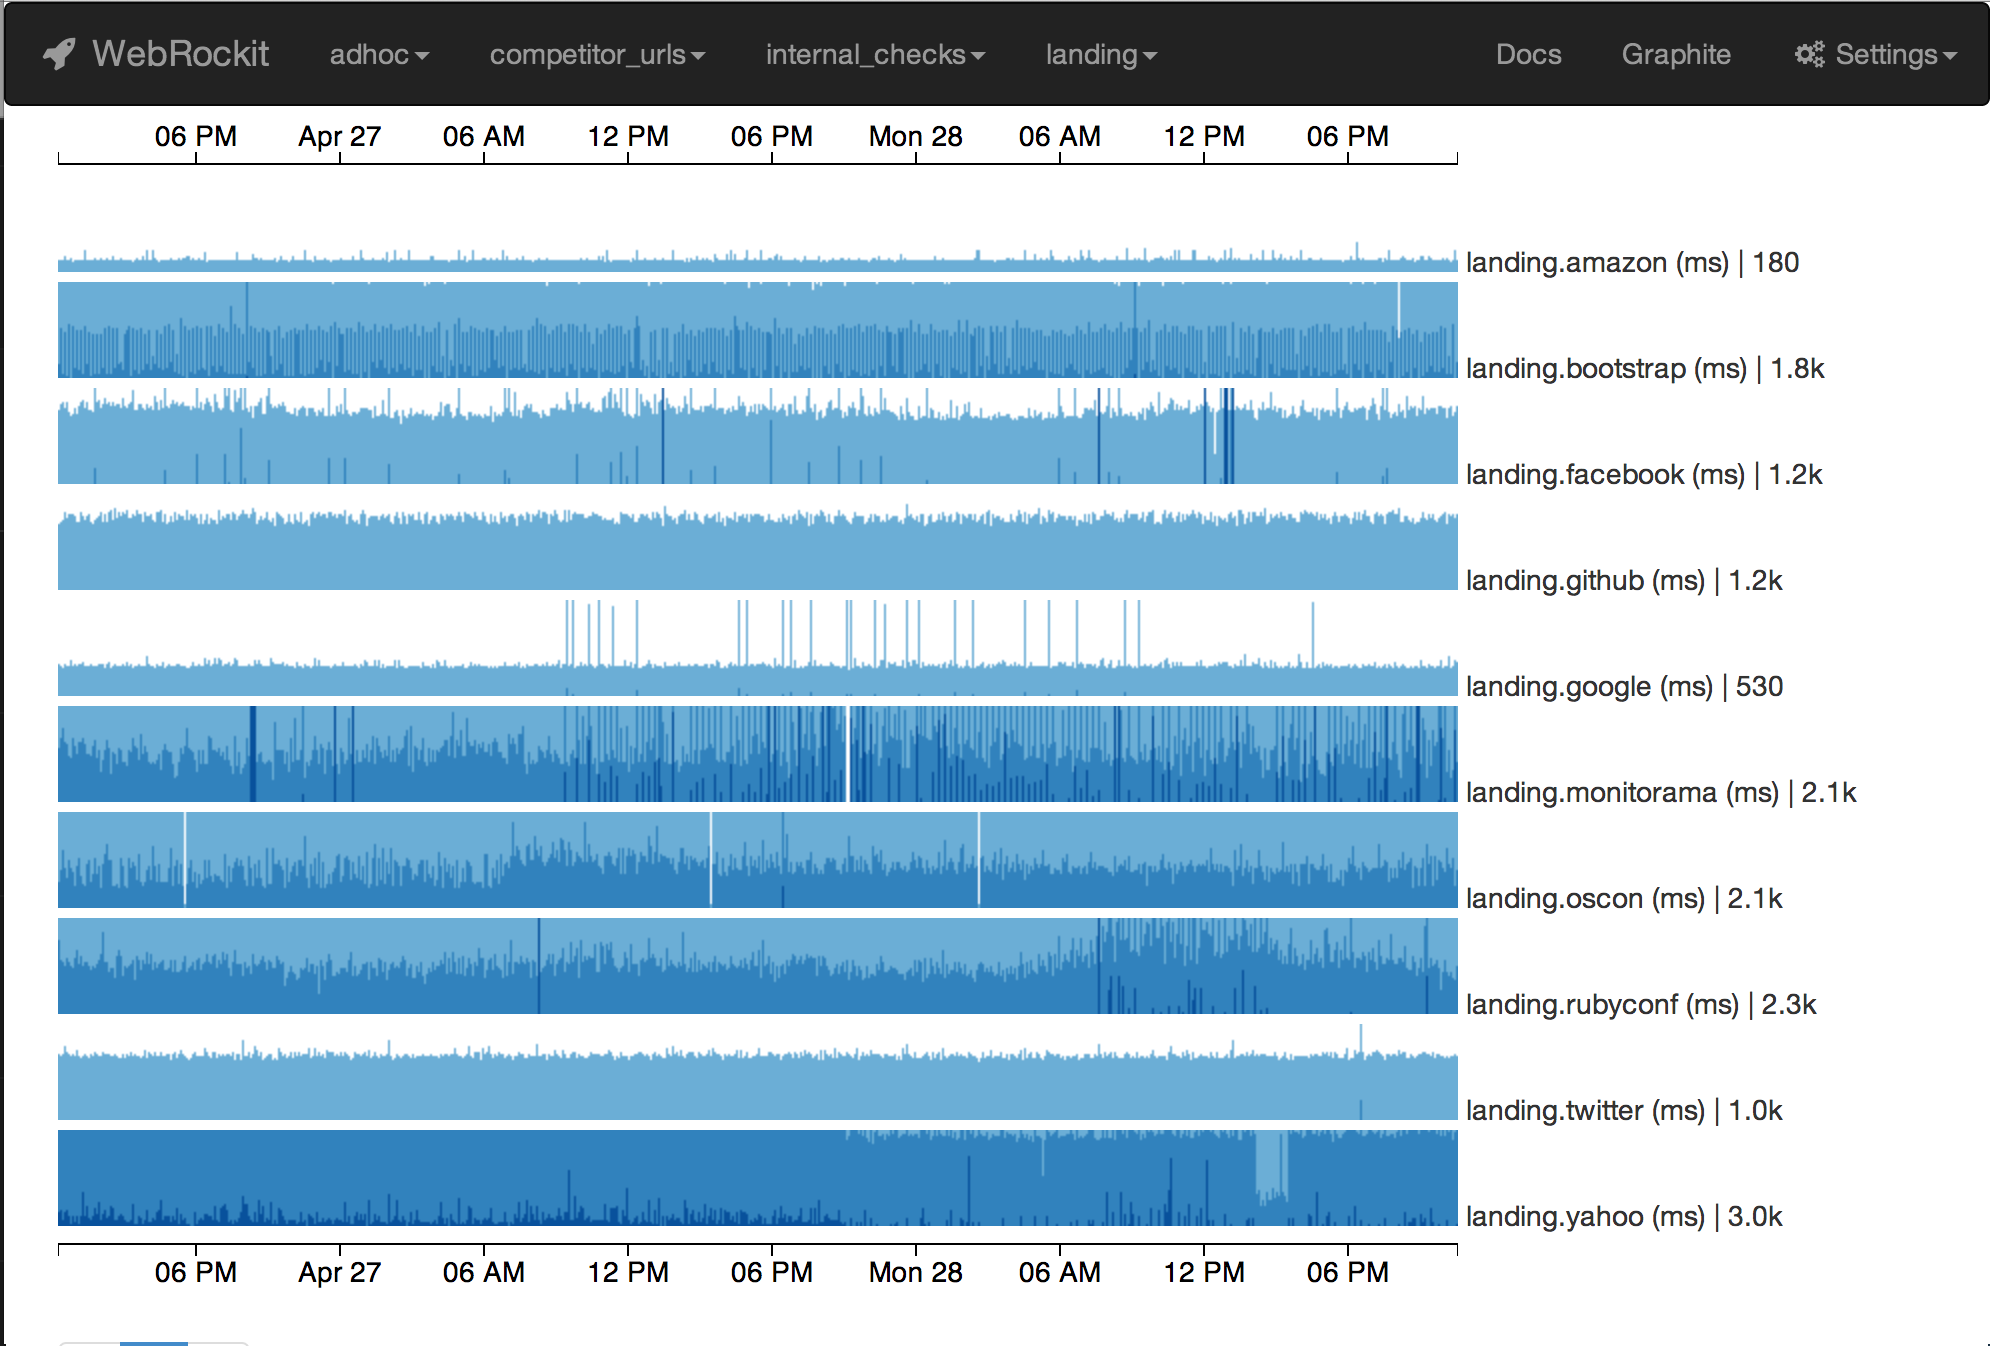 WebRockit adhoc competitor_urls internal_checks landing Docs Graphite Settings
06 PM Apr 27 06 AM 12 PM 06 PM Mon 28 06 AM 12 PM 06 PM
landing.amazon (ms) | 180
landing.bootstrap (ms) | 1.8k
landing.facebook (ms) | 1.2k
landing.github (ms) | 1.2k
landing.google (ms) | 530
landing.monitorama (ms) | 2.1k
landing.oscon (ms) | 2.1k
landing.rubyconf (ms) | 2.3k
landing.twitter (ms) | 1.0k
landing.yahoo (ms) | 3.0k
06 PM Apr 27 06 AM 12 PM 06 PM Mon 28 06 AM 12 PM 06 PM